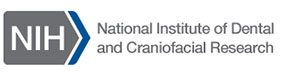 NIH
National Institute of Dental
and Craniofacial Research